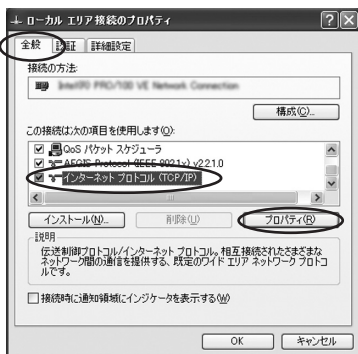 ローカル エリア接続のプロパティ
全般 認証 詳細設定
接続の方法:
Intel(R) PRO/100 VE Network Connection
構成(C)...
この接続は次の項目を使用します(O):
QoS パケット スケジューラ
AEGIS Protocol (IEEE 802.1x) v2.2.1.0
インターネット プロトコル (TCP/IP)
インストール(N)... 削除(U) プロパティ(R)
説明
伝送制御プロトコル/インターネット プロトコル。相互接続されたさまざまな
ネットワーク間の通信を提供する、既定のワイド エリア ネットワーク プロトコ
ルです。
接続時に通知領域にインジケータを表示する(W)
OK キャンセル